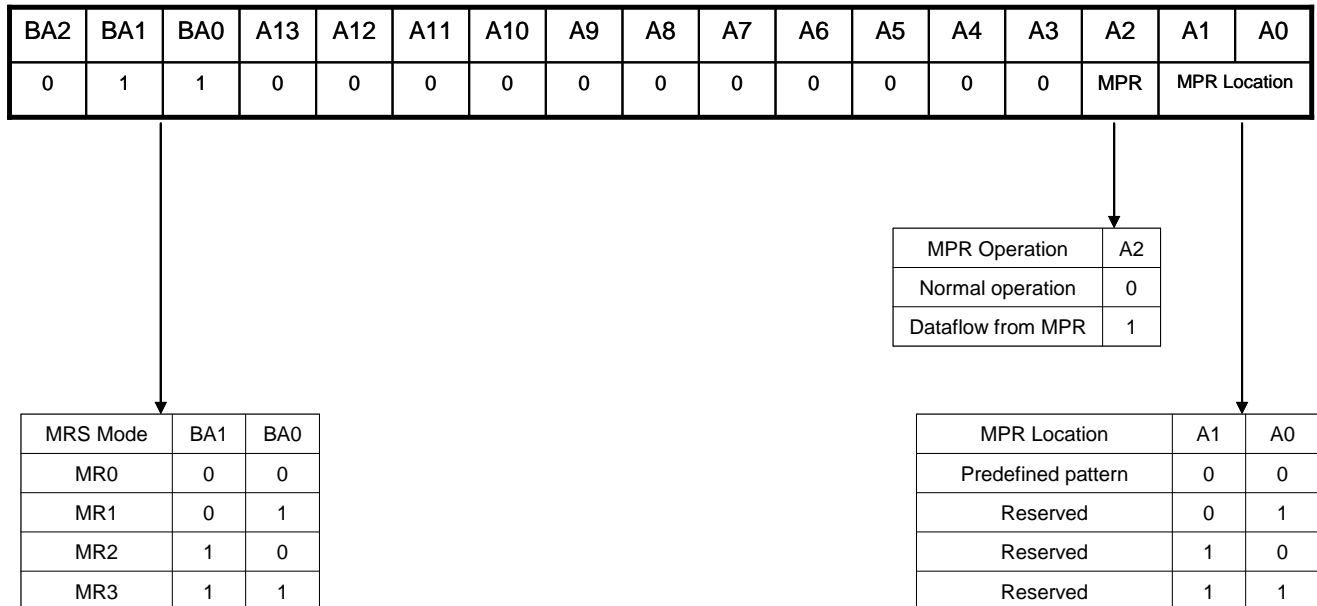 BA2 BA1 BA0 A13 A12 A11 A10 A9 A8 A7 A6 A5 A4 A3 A2 A1 A0
0 1 1 0 0 0 0 0 0 0 0 0 0 0 MPR MPR Location
MPR Operation A2
Normal operation 0
Dataflow from MPR 1
MRS Mode BA1 BA0
MR0 0 0
MR1 0 1
MR2 1 0
MR3 1 1
MPR Location A1 A0
Predefined pattern 0 0
Reserved 0 1
Reserved 1 0
Reserved 1 1